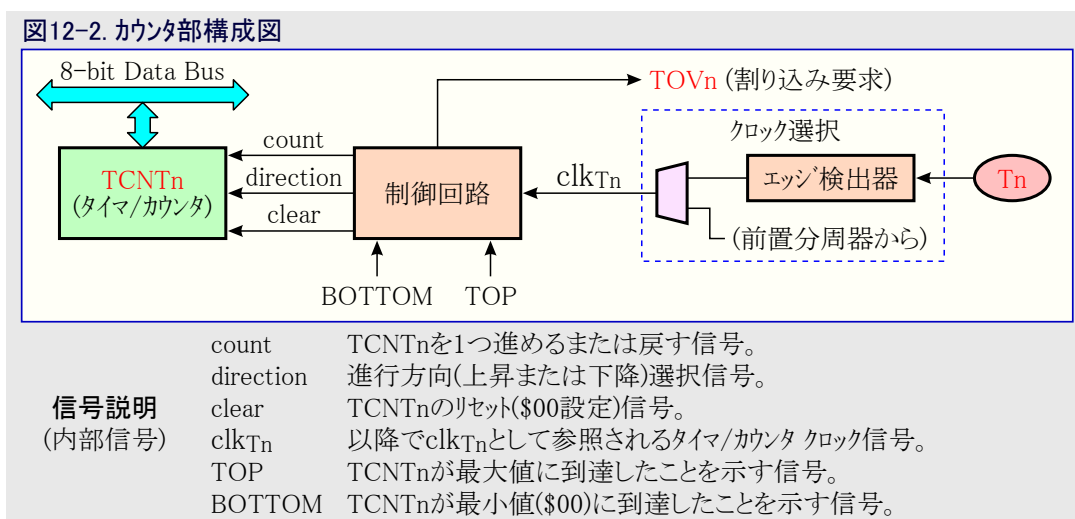 図12-2. カウンタ部構成図
8-bit Data Bus
TOVn (割り込み要求)
クロック選択
count
TCNTn
(タイマ/カウンタ)
direction
clear
制御回路
clkTn
エッジ検出器
Tn
(前置分周器から)
BOTTOM
TOP
信号説明
(内部信号)
count TCNTnを1つ進めるまたは戻す信号。
direction 進行方向(上昇または下降)選択信号。
clear TCNTnのリセット($00設定)信号。
clkTn 以降でclkTnとして参照されるタイマ/カウンタ クロック信号。
TOP TCNTnが最大値に到達したことを示す信号。
BOTTOM TCNTnが最小値($00)に到達したことを示す信号。